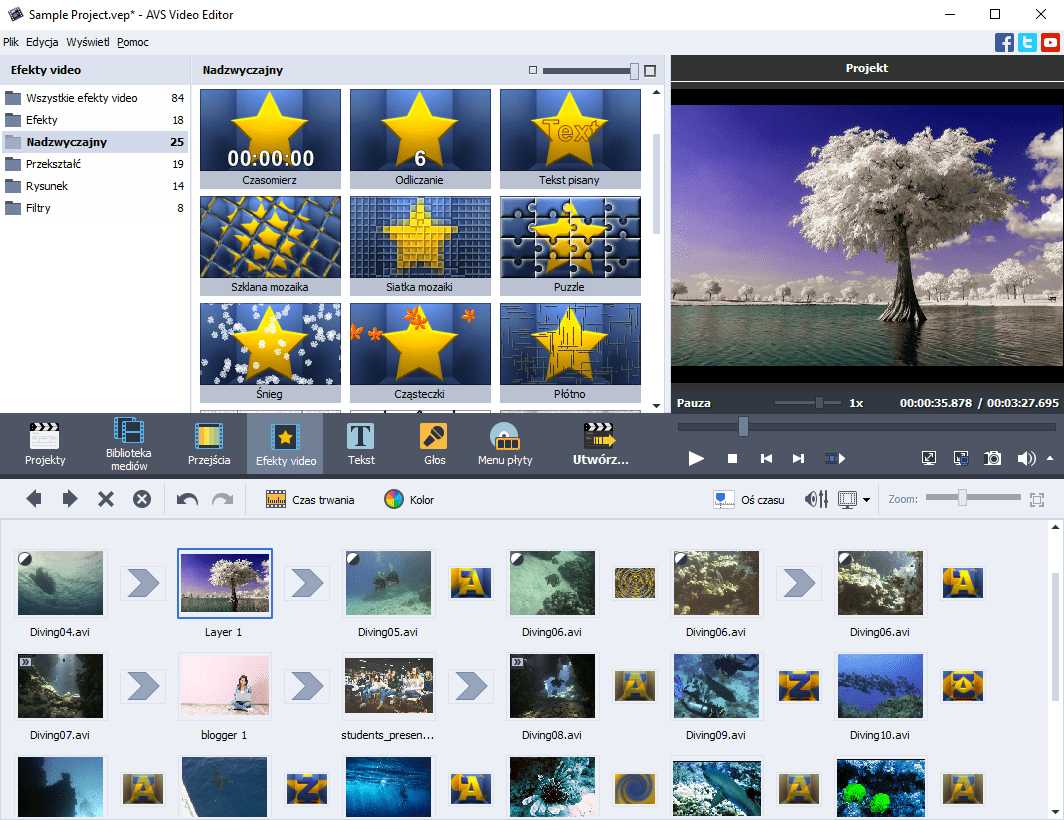 Sample Project.vep* - AVS Video Editor
Plik Edycja Wyświetl Pomoc
Efekty video
Nadzwyczajny
Projekt
Wszystkie efekty video 84
Efekty 18
Nadzwyczajny 25
Przekształć 19
Rysunek 14
Filtry 8
00:00:00
6
Text
Czasomierz
Odliczanie
Tekst pisany
Szklana mozaika
Siatka mozaiki
Puzzle
Śnieg
Cząsteczki
Płótno
Pauza
1x
00:00:35.878 / 00:03:27.695
Projekty
Biblioteka
mediów
Przejścia
Efekty video
T
Tekst
Głos
Menu płyty
Utwórz...
Czas trwania
Kolor
Oś czasu
Zoom:
A
A
Diving04.avi
Layer 1
Diving05.avi
Diving06.avi
Diving06.avi
Diving06.avi
A
Z
A
Diving07.avi
blogger 1
students_presen...
Diving08.avi
Diving09.avi
Diving10.avi
A
Z
A
A
A